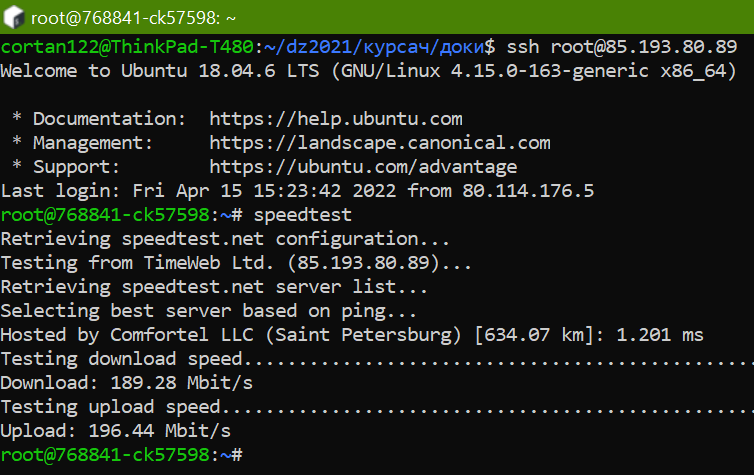 root@768841-ck57598: ~
cortan122@ThinkPad-T480:~/dz2021/курсач/доки$ ssh root@85.193.80.89
Welcome to Ubuntu 18.04.6 LTS (GNU/Linux 4.15.0-163-generic x86_64)
* Documentation:  https://help.ubuntu.com
* Management:     https://landscape.canonical.com
* Support:        https://ubuntu.com/advantage
Last login: Fri Apr 15 15:23:42 2022 from 80.114.176.5
root@768841-ck57598:~# speedtest
Retrieving speedtest.net configuration...
Testing from TimeWeb Ltd. (85.193.80.89)...
Retrieving speedtest.net server list...
Selecting best server based on ping...
Hosted by Comfortel LLC (Saint Petersburg) [634.07 km]: 1.201 ms
Testing download speed...........................................
Download: 189.28 Mbit/s
Testing upload speed.............................................
Upload: 196.44 Mbit/s
root@768841-ck57598:~#